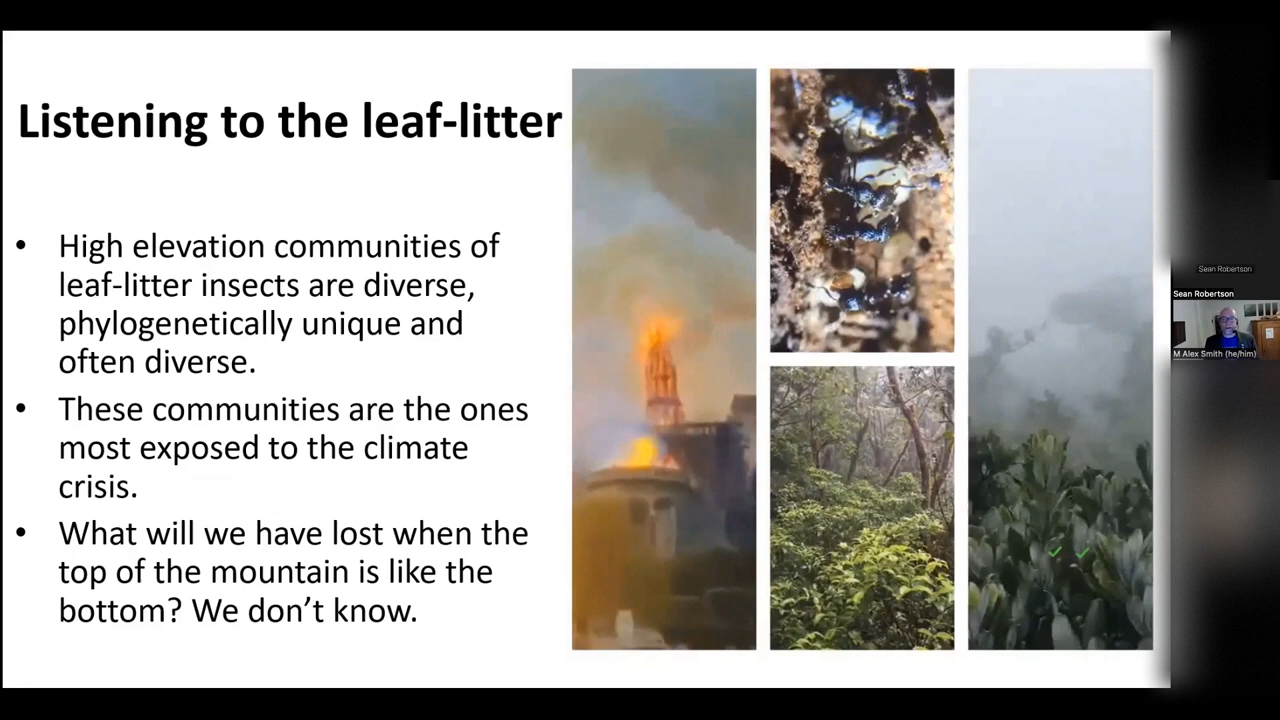 Listening to the leaf-litter
• High elevation communities of
leaf-litter insects are diverse,
phylogenetically unique and
often diverse.
• These communities are the ones
most exposed to the climate
crisis.
• What will we have lost when the
top of the mountain is like the
bottom? We don’t know.
Sean Robertson
Sean Robertson
M Alex Smith (he/him)